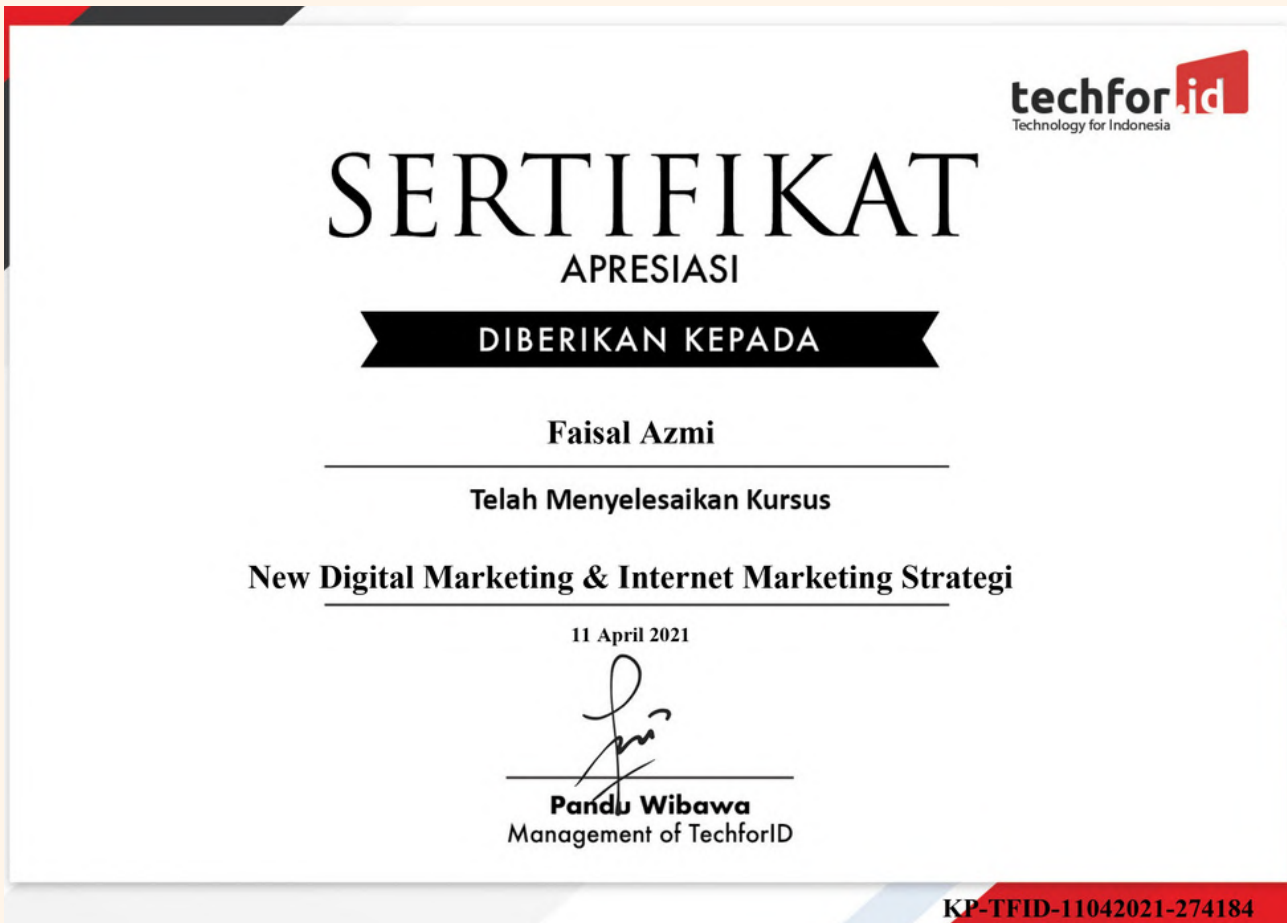 techfor.id
Technology for Indonesia
SERTIFIKAT
APRESIASI
DIBERIKAN KEPADA
Faisal Azmi
Telah Menyelesaikan Kursus
New Digital Marketing & Internet Marketing Strategi
11 April 2021
Pandu Wibawa
Management of TechforID
KP-TFID-11042021-274184